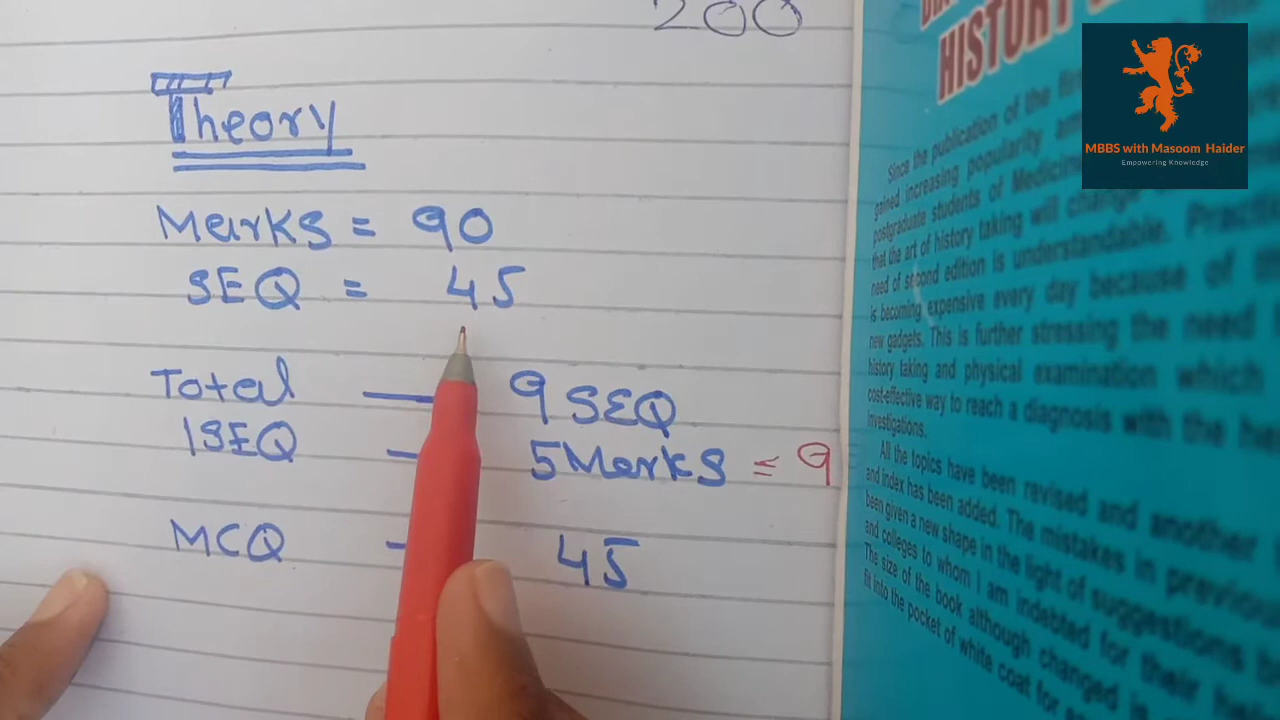 200
Theory
Marks = 90
SEQ = 45
Total — 9 SEQ
1SEQ — 5 Marks = 9
MCQ - 45
HISTORY
MBBS with Masoom Haider
Empowering Knowledge
Since the publication of the
gained increasing popularity
postgraduate students of Medicine
that the art of history taking will change
need of second edition is understandable.
is becoming expensive every day because of
new gadgets. This is further stressing the need
history taking and physical examination which
cost-effective way to reach a diagnosis with the
investigations.
All the topics have been revised and another
and index has been added. The mistakes in previous
been given a new shape in the light of suggestions
and colleges to whom I am indebted for their
The size of the book although changed is
fit into the pocket of white coat for